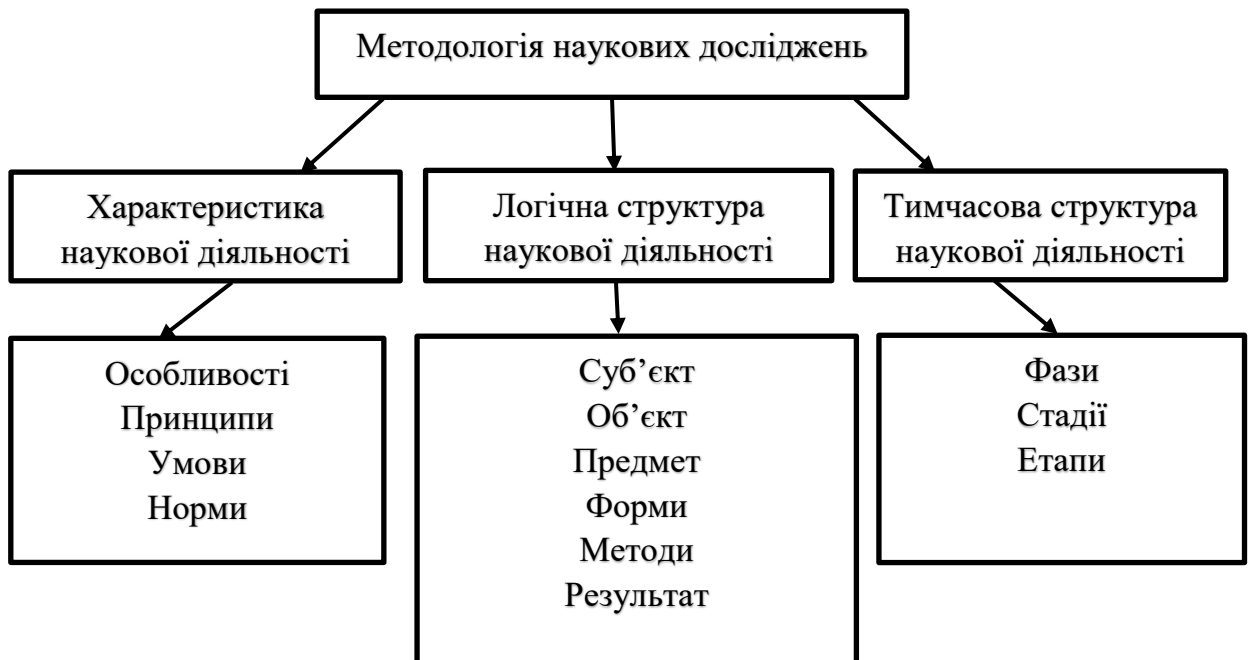 Методологія наукових досліджень
Характеристика
наукової діяльності
Логічна структура
наукової діяльності
Тимчасова структура
наукової діяльності
Особливості
Принципи
Умови
Норми
Суб’єкт
Об’єкт
Предмет
Форми
Методи
Результат
Фази
Стадії
Етапи